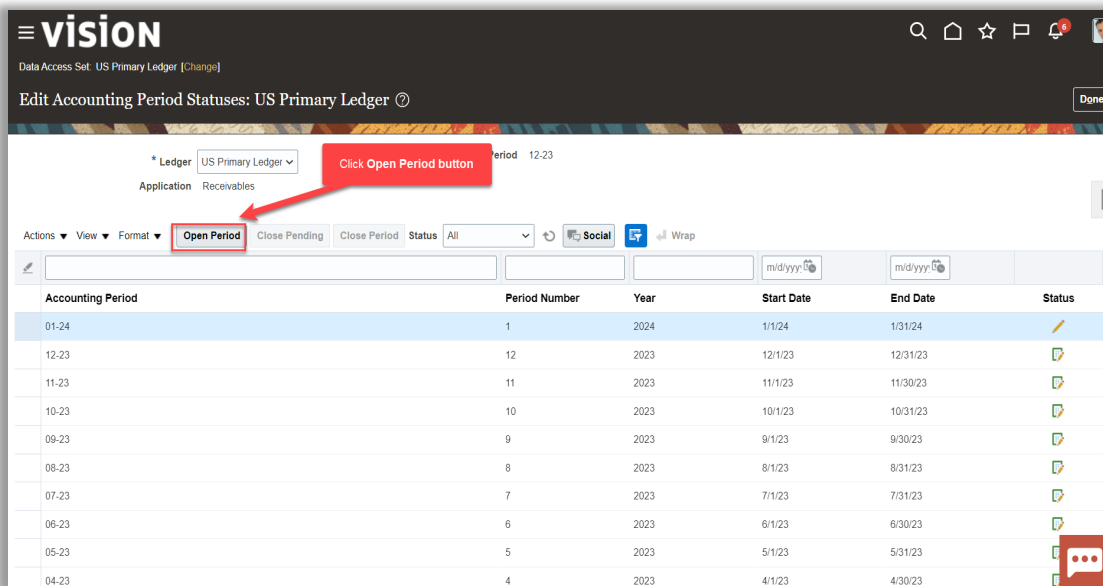 vision
6
Data Access Set: US Primary Ledger [Change]
Edit Accounting Period Statuses: US Primary Ledger ?
Done
* Ledger US Primary Ledger
Click Open Period button
Period 12-23
Application Receivables
Actions View Format Open Period Close Pending Close Period Status All Social Wrap
m/d/yyy m/d/yyy
Accounting Period Period Number Year Start Date End Date Status
01-24 1 2024 1/1/24 1/31/24
12-23 12 2023 12/1/23 12/31/23
11-23 11 2023 11/1/23 11/30/23
10-23 10 2023 10/1/23 10/31/23
09-23 9 2023 9/1/23 9/30/23
08-23 8 2023 8/1/23 8/31/23
07-23 7 2023 7/1/23 7/31/23
06-23 6 2023 6/1/23 6/30/23
05-23 5 2023 5/1/23 5/31/23
04-23 4 2023 4/1/23 4/30/23